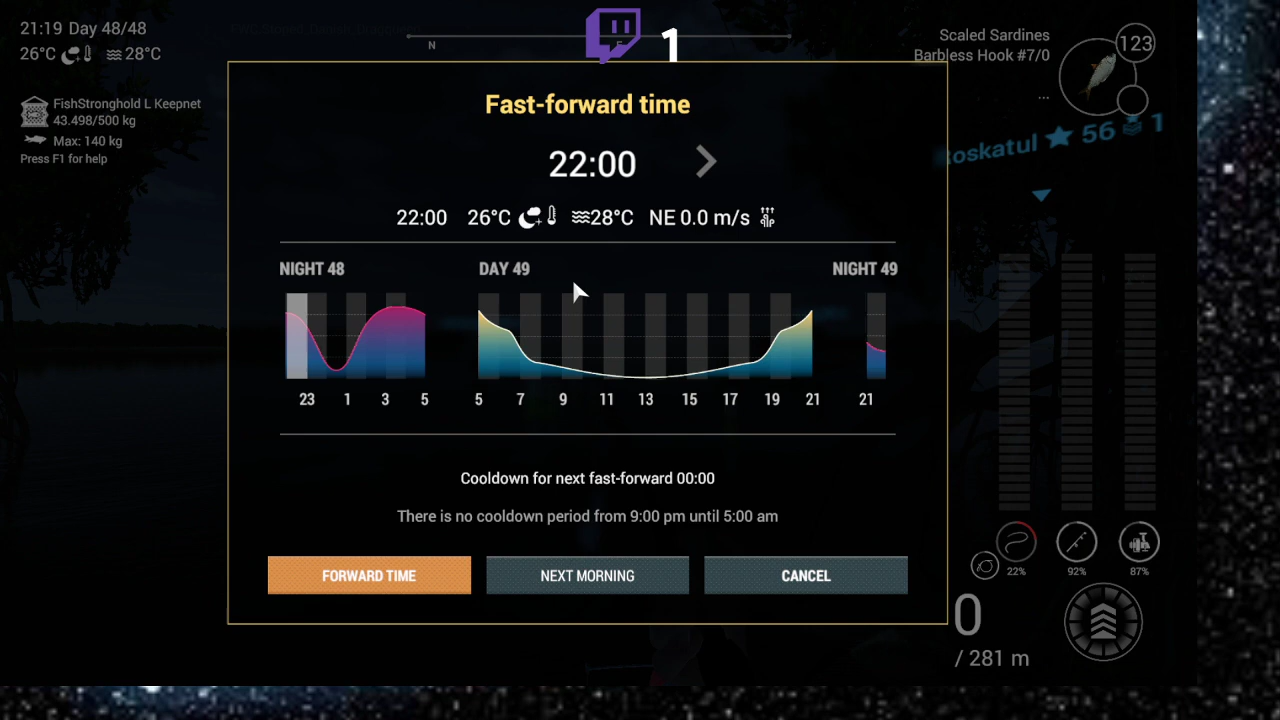 21:19 Day 48/48
26°C 28°C
FishStronghold L Keepnet
43.498/500 kg
Max: 140 kg
Press F1 for help
N
1
Scaled Sardines
Barbless Hook #7/0
123
...
oskatul 56 1
Fast-forward time
22:00
22:00 26°C 28°C NE 0.0 m/s
NIGHT 48 DAY 49 NIGHT 49
23 1 3 5 5 7 9 11 13 15 17 19 21 21
Cooldown for next fast-forward 00:00
There is no cooldown period from 9:00 pm until 5:00 am
FORWARD TIME NEXT MORNING CANCEL
22% 92% 87%
0
/ 281 m